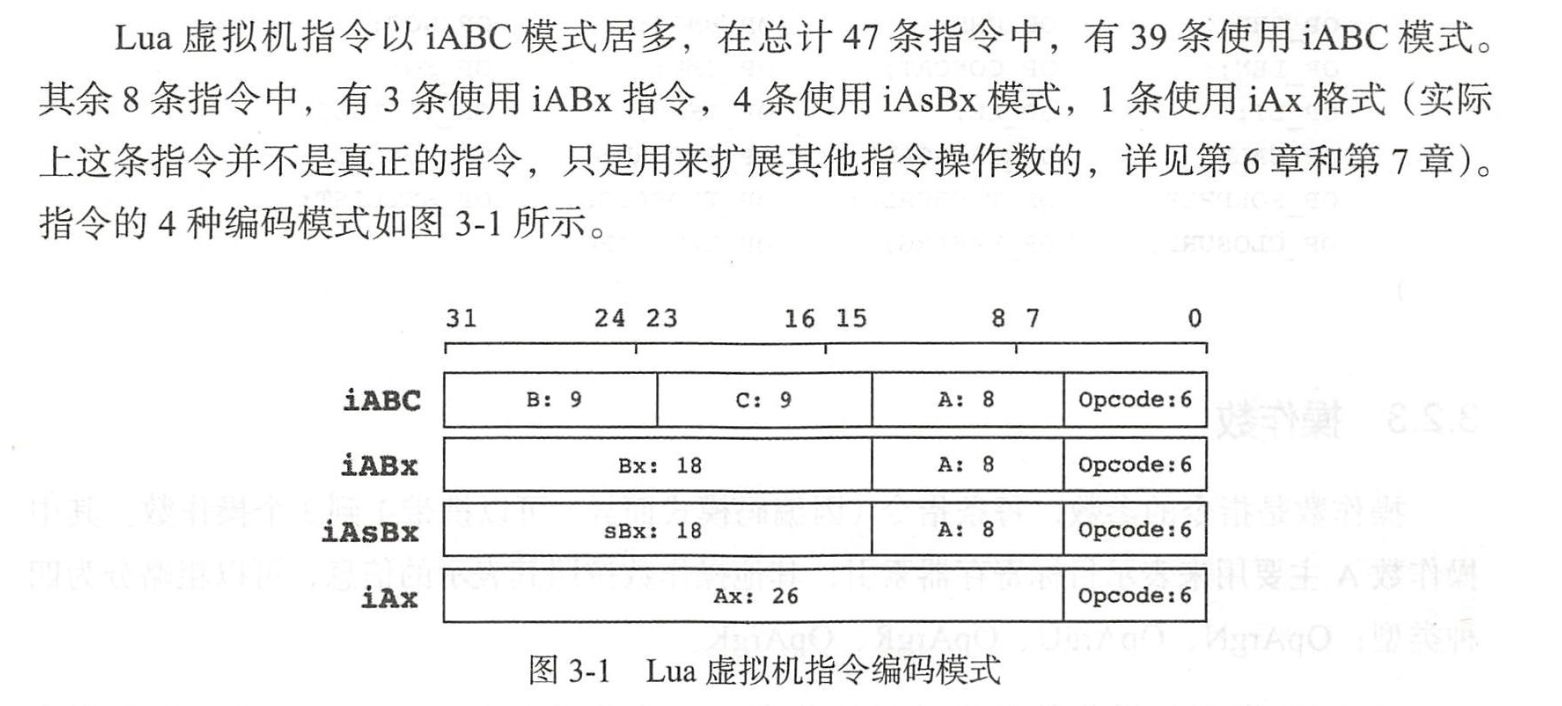 Lua 虚拟机指令以 iABC 模式居多，在总计 47 条指令中，有 39 条使用 iABC 模式。
其余 8 条指令中，有 3 条使用 iABx 指令，4 条使用 iAsBx 模式，1 条使用 iAx 格式（实际
上这条指令并不是真正的指令，只是用来扩展其他指令操作数的，详见第 6 章和第 7 章）。
指令的 4 种编码模式如图 3-1 所示。
31 24 23 16 15 8 7 0
iABC B: 9 C: 9 A: 8 Opcode:6
iABx Bx: 18 A: 8 Opcode:6
iAsBx sBx: 18 A: 8 Opcode:6
iAx Ax: 26 Opcode:6
图 3-1 Lua 虚拟机指令编码模式